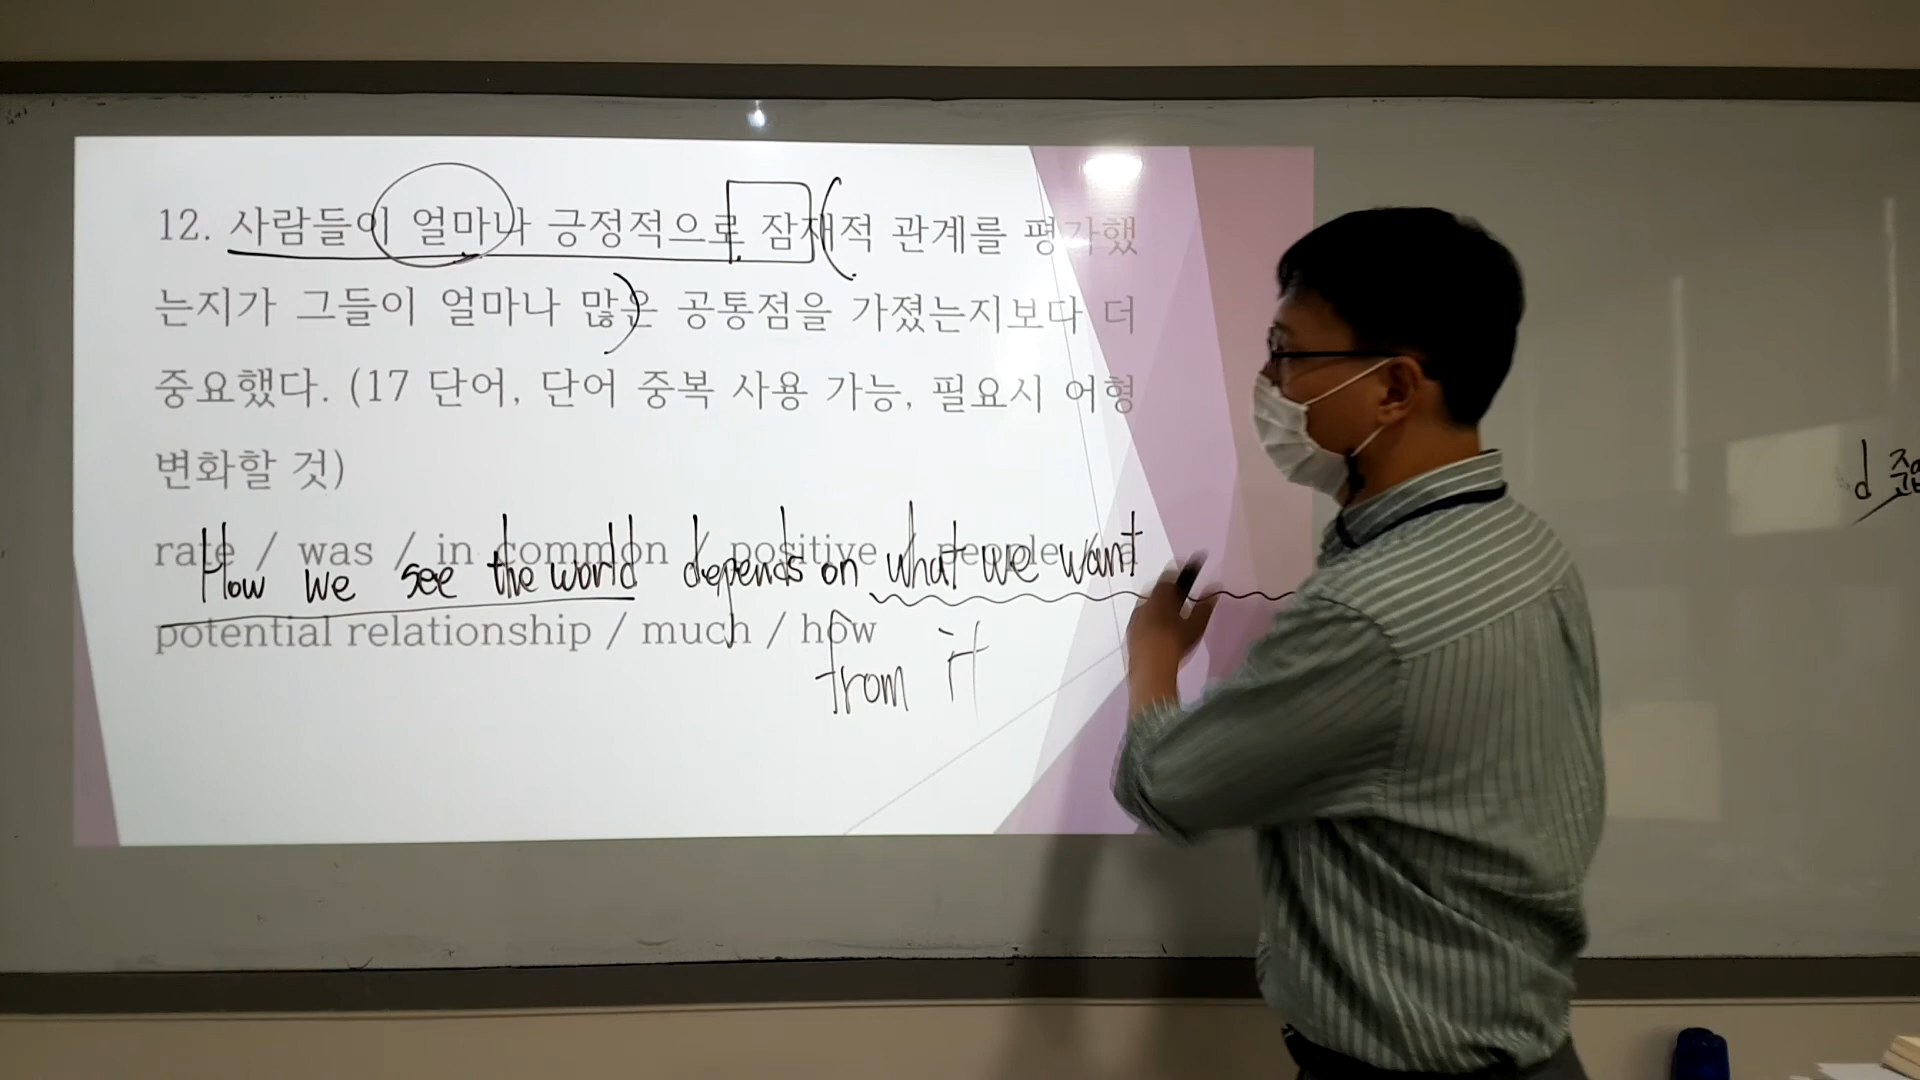 12. 사람들이 얼마나 긍정적으로 잠재적 관계를 평가했
는지가 그들이 얼마나 많은 공통점을 가졌는지보다 더
중요했다. (17 단어, 단어 중복 사용 가능, 필요시 어형
변화할 것)
rate / was / in common / positive people
How we see the world depends on what we want
potential relationship / much / how
from it
d